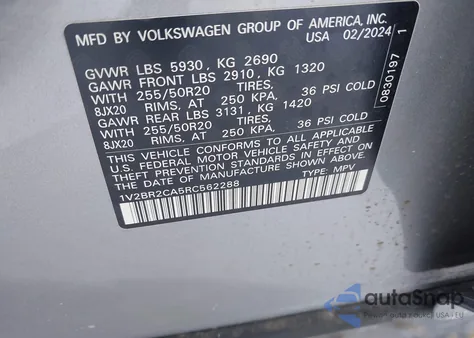 MFD BY VOLKSWAGEN GROUP OF AMERICA, INC.
USA 02/2024
GVWR LBS 5930, KG 2690
GAWR FRONT LBS 2910, KG 1320
WITH 255/50R20 TIRES,
8JX20 RIMS, AT 250 KPA, 36 PSI COLD
GAWR REAR LBS 3131, KG 1420
WITH 255/50R20 TIRES,
8JX20 RIMS, AT 250 KPA, 36 PSI COLD
THIS VEHICLE CONFORMS TO ALL APPLICABLE
U.S. FEDERAL MOTOR VEHICLE SAFETY AND
THEFT PREVENTION STANDARDS IN EFFECT ON
THE DATE OF MANUFACTURE SHOWN ABOVE.
1V2BR2CA5RC562288 TYPE: MPV
0830197 1
autoSnap